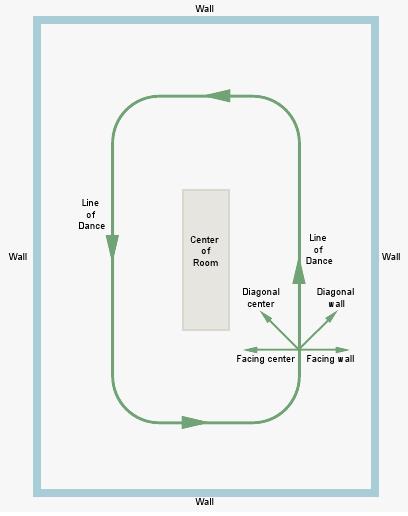 Wall
Line
of
Dance
Center
of
Room
Line
of
Dance
Wall
Wall
Diagonal
center
Diagonal
wall
Facing center
Facing wall
Wall